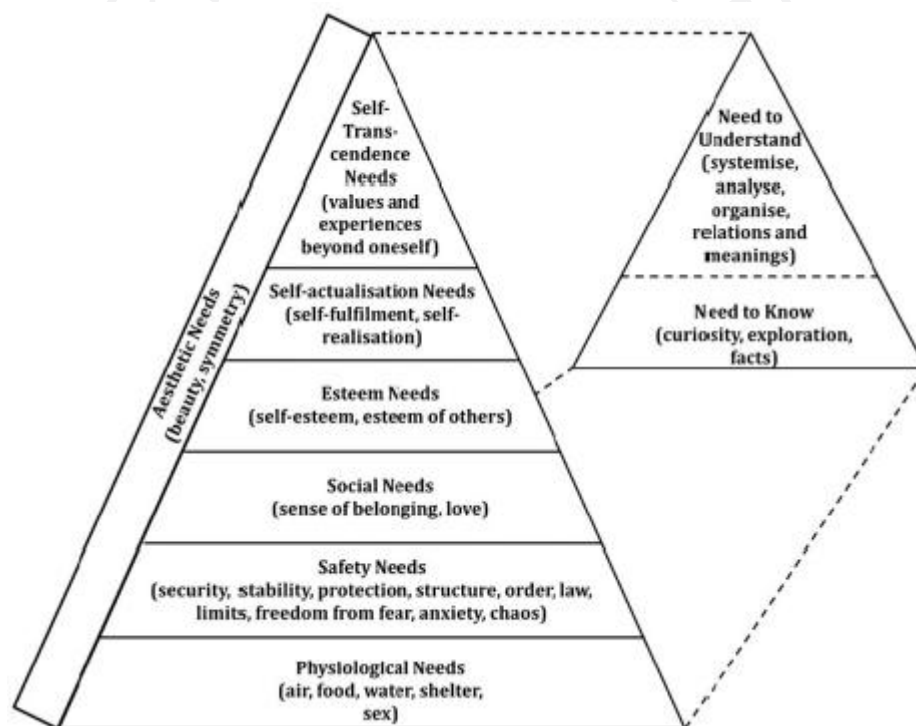 Self-
Trans-
cendence
Needs
(values and
experiences
beyond oneself)
Self-actualisation Needs
(self-fulfilment, self-
realisation)
Esteem Needs
(self-esteem, esteem of others)
Social Needs
(sense of belonging, love)
Safety Needs
(security, stability, protection, structure, order, law,
limits, freedom from fear, anxiety, chaos)
Physiological Needs
(air, food, water, shelter,
sex)
Aesthetic Needs
(beauty, symmetry)
Need to
Understand
(systemise,
analyse,
organise,
relations and
meanings)
Need to Know
(curiosity, exploration,
facts)